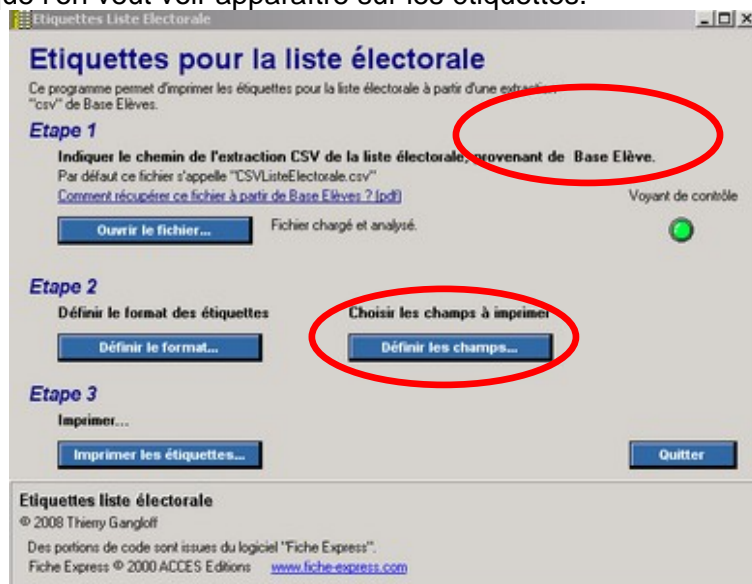 que l'on veut voir apparaître sur les étiquettes.
Etiquettes Liste Electorale
Etiquettes pour la liste électorale
Ce programme permet d'imprimer les étiquettes pour la liste électorale à partir d'une extraction
"csv" de Base Elèves.
Etape 1
Indiquer le chemin de l'extraction CSV de la liste électorale, provenant de Base Elève.
Par défaut ce fichier s'appelle "CSVListeElectorale.csv"
Comment récupérer ce fichier à partir de Base Elèves ? (pdf)
Voyant de contrôle
Ouvrir le fichier...
Fichier chargé et analysé.
Etape 2
Définir le format des étiquettes
Choisir les champs à imprimer
Définir le format...
Définir les champs...
Etape 3
Imprimer...
Imprimer les étiquettes...
Quitter
Etiquettes liste électorale
© 2008 Thierry Gangloff
Des portions de code sont issues du logiciel "Fiche Express".
Fiche Express © 2000 ACCES Editions www.fiche-express.com